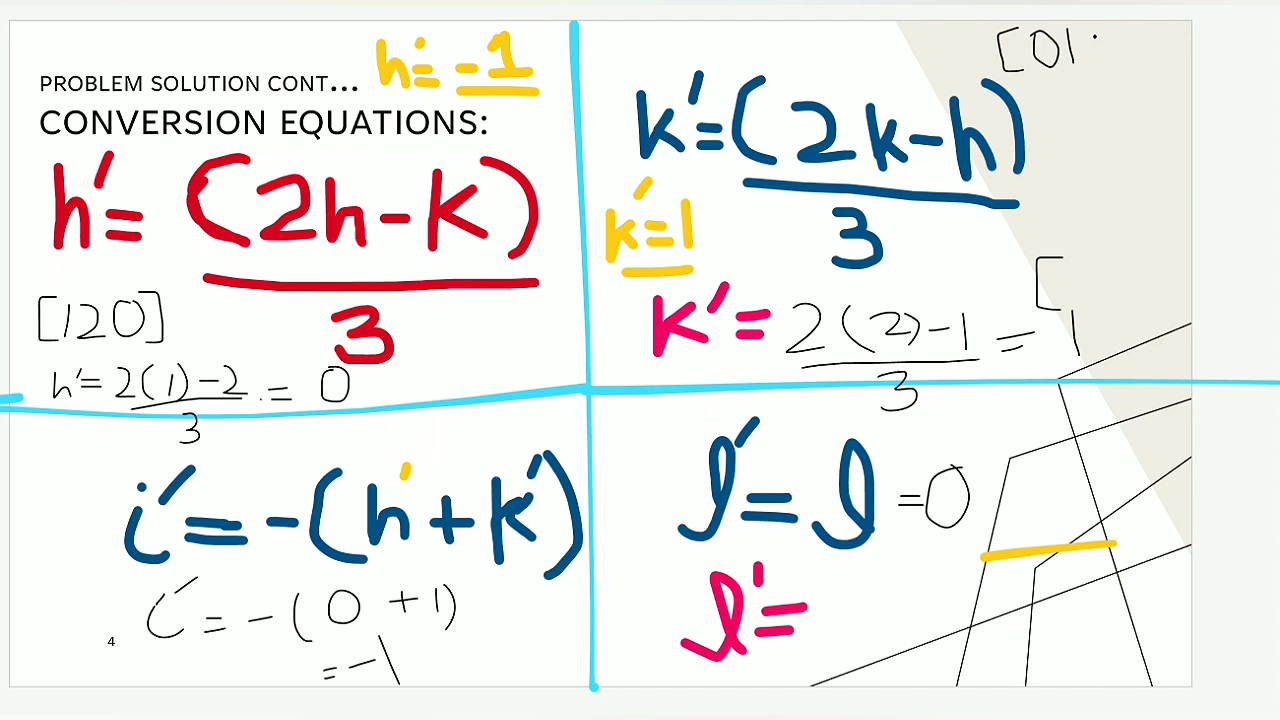 PROBLEM SOLUTION CONT...
h' = -1
CONVERSION EQUATIONS:
h' = (2h-k)
3
[120]
h' = 2(1)-2 = 0
3
[01·
k' = (2k-h)
3
k' = 1
[
k' = 2(2)-1 = 1
3
i' = -(h'+k')
i' = -(0+1)
= -1
4
l' = l = 0
l' =